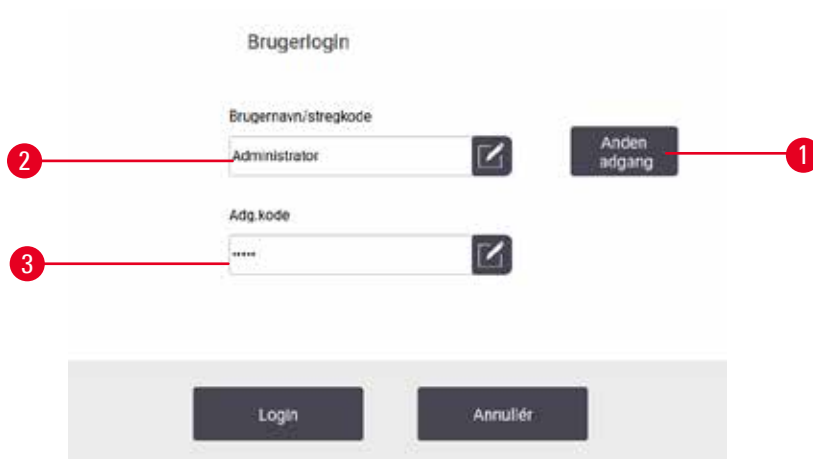 Brugerlogin
Brugernavn/stregkode
2
Administrator
Anden
adgang
1
Adg.kode
3
•••••
Login
Annullér